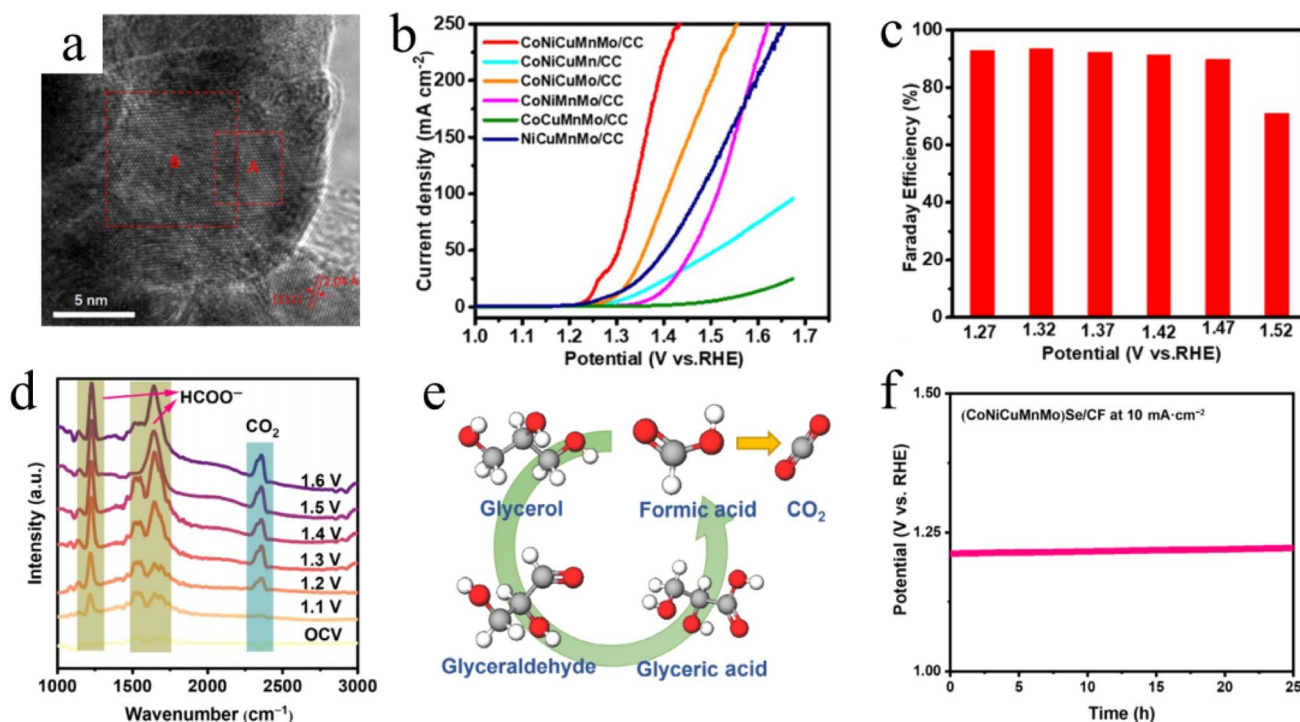 a
B
A
5 nm
2.04 Å
b
250
200
150
100
50
0
Current density (mA cm⁻²)
CoNiCuMnMo/CC
CoNiCuMn/CC
CoNiCuMo/CC
CoNiMnMo/CC
CoCuMnMo/CC
NiCuMnMo/CC
1.0 1.1 1.2 1.3 1.4 1.5 1.6 1.7
Potential (V vs.RHE)
c
100
80
60
40
20
0
Faraday Efficiency (%)
1.27 1.32 1.37 1.42 1.47 1.52
Potential (V vs.RHE)
d
HCOO⁻
CO₂
1.6 V
1.5 V
1.4 V
1.3 V
1.2 V
1.1 V
OCV
Intensity (a.u.)
1000 1500 2000 2500 3000
Wavenumber (cm⁻¹)
e
Glycerol
Formic acid
CO₂
Glyceraldehyde
Glyceric acid
f
1.50
1.25
1.00
Potential (V vs. RHE)
(CoNiCuMnMo)Se/CF at 10 mA·cm⁻²
0 5 10 15 20 25
Time (h)